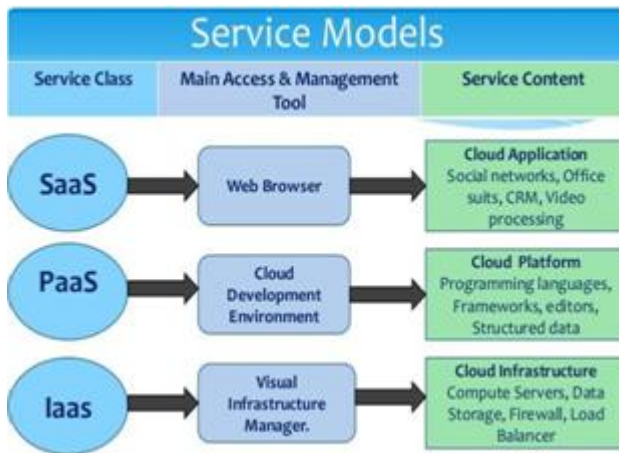 Service Models
Service Class
Main Access & Management
Tool
Service Content
SaaS
Web Browser
Cloud Application
Social networks, Office
suits, CRM, Video
processing
PaaS
Cloud
Development
Environment
Cloud Platform
Programming languages,
Frameworks, editors,
Structured data
Iaas
Visual
Infrastructure
Manager.
Cloud Infrastructure
Compute Servers, Data
Storage, Firewall, Load
Balancer